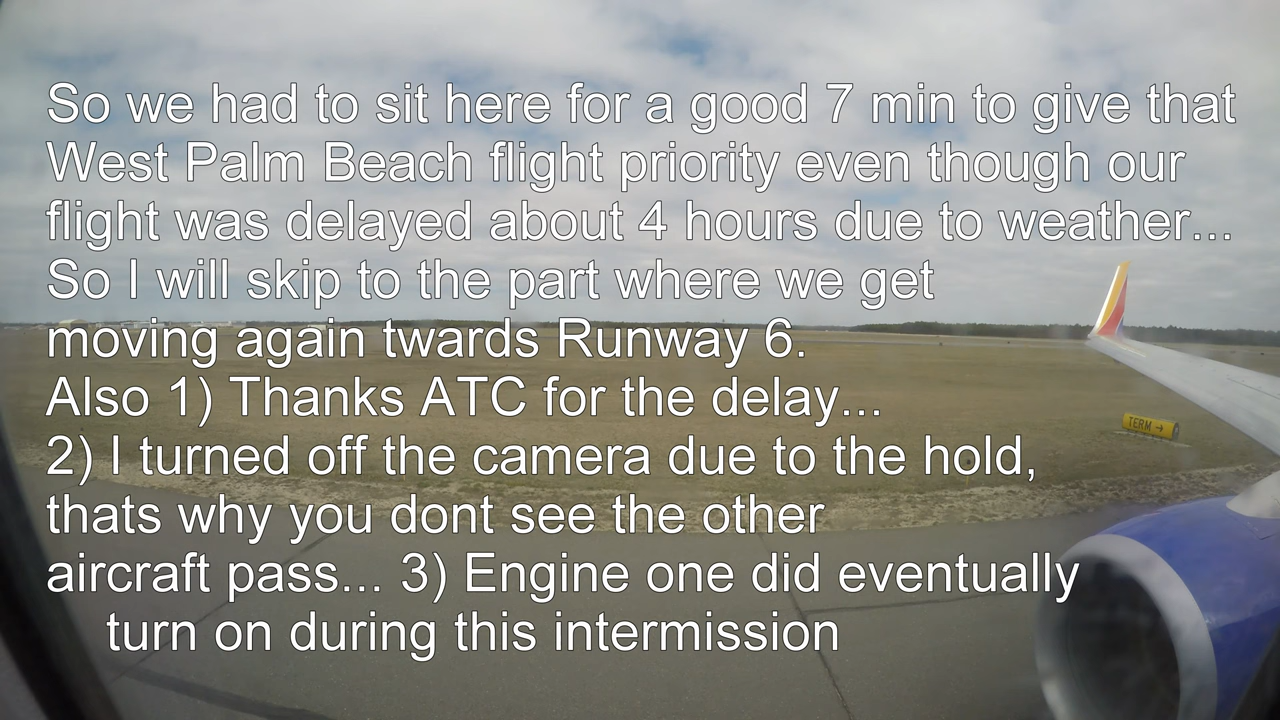 So we had to sit here for a good 7 min to give that
West Palm Beach flight priority even though our
flight was delayed about 4 hours due to weather...
So I will skip to the part where we get
moving again twards Runway 6.
Also 1) Thanks ATC for the delay...
2) I turned off the camera due to the hold,
thats why you dont see the other
aircraft pass... 3) Engine one did eventually
turn on during this intermission
TERM →